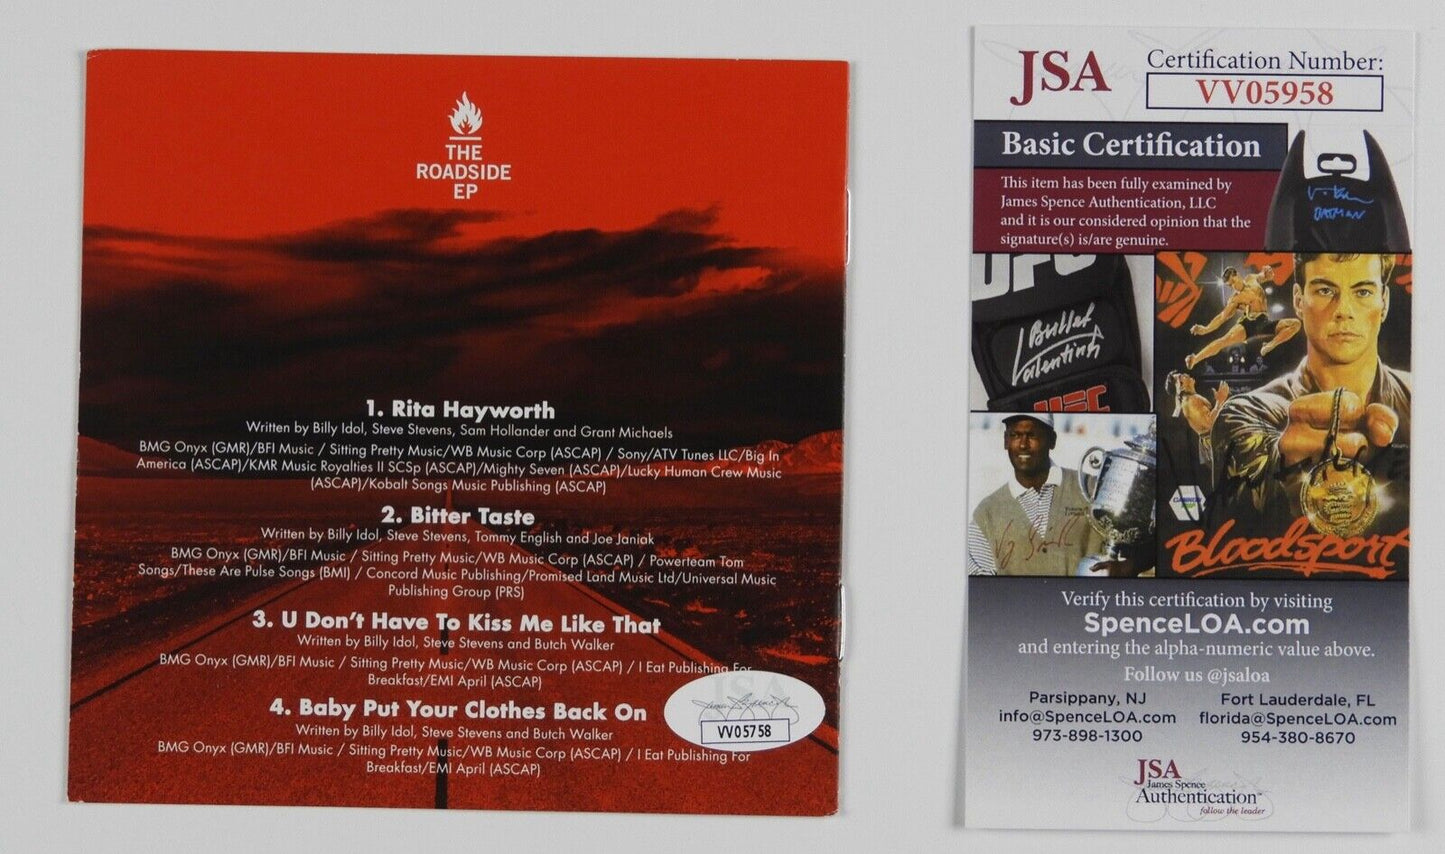 THE
ROADSIDE
EP
1. Rita Hayworth
Written by Billy Idol, Steve Stevens, Sam Hollander and Grant Michaels
BMG Onyx (GMR)/BFI Music / Sitting Pretty Music/WB Music Corp (ASCAP) / Sony/ATV Tunes LLC/Big In
America (ASCAP)/KMR Music Royalties II SCSp (ASCAP)/Mighty Seven (ASCAP)/Lucky Human Crew Music
(ASCAP)/Kobalt Songs Music Publishing (ASCAP)
2. Bitter Taste
Written by Billy Idol, Steve Stevens, Tommy English and Joe Janiak
BMG Onyx (GMR)/BFI Music / Sitting Pretty Music/WB Music Corp (ASCAP) / Powerteam Tom
Songs/These Are Pulse Songs (BMI) / Concord Music Publishing/Promised Land Music Ltd/Universal Music
Publishing Group (PRS)
3. U Don't Have To Kiss Me Like That
Written by Billy Idol, Steve Stevens and Butch Walker
BMG Onyx (GMR)/BFI Music / Sitting Pretty Music/WB Music Corp (ASCAP) / I Eat Publishing For
Breakfast/EMI April (ASCAP)
4. Baby Put Your Clothes Back On
Written by Billy Idol, Steve Stevens and Butch Walker
BMG Onyx (GMR)/BFI Music / Sitting Pretty Music/WB Music Corp (ASCAP) / I Eat Publishing For
Breakfast/EMI April (ASCAP)
JSA
VV05758
JSA
Certification Number:
VV05958
Basic Certification
This item has been fully examined by
James Spence Authentication, LLC
and it is our considered opinion that the
signature(s) is/are genuine.
BATMAN
UFC
Bullet
Valentina
UFC
CANNON
Bloodsport
Verify this certification by visiting
SpenceLOA.com
and entering the alpha-numeric value above.
Follow us @jsaloa
Parsippany, NJ
info@SpenceLOA.com
973-898-1300
Fort Lauderdale, FL
florida@SpenceLOA.com
954-380-8670
JSA
James Spence
Authentication
follow the leader